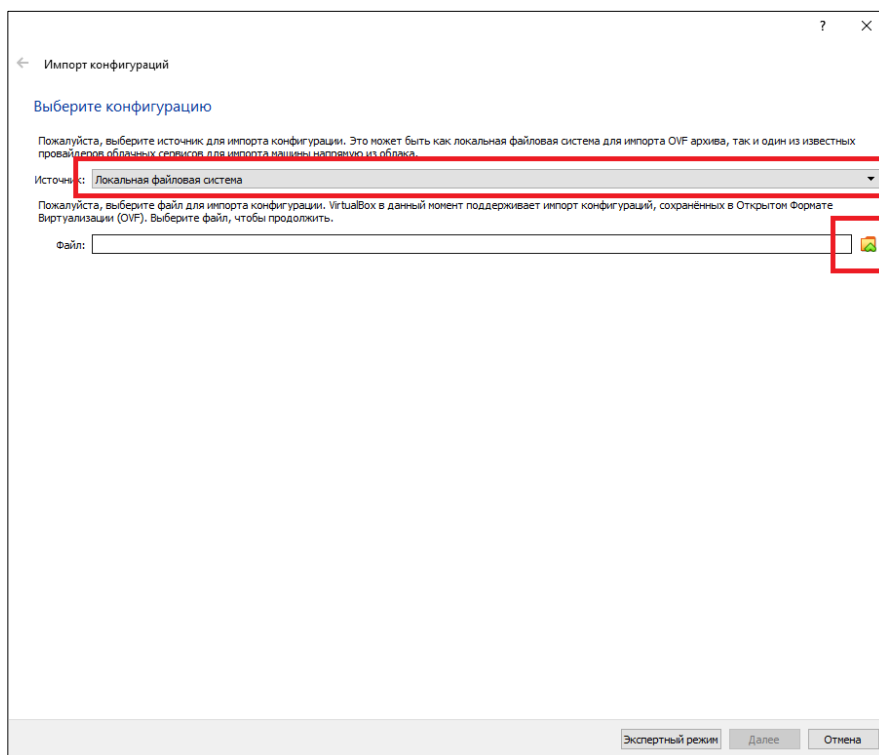 ?
Импорт конфигураций
Выберите конфигурацию
Пожалуйста, выберите источник для импорта конфигурации. Это может быть как локальная файловая система для импорта OVF архива, так и один из известных
провайдеров облачных сервисов для импорта машины напрямую из облака.
Источник: Локальная файловая система
Пожалуйста, выберите файл для импорта конфигурации. VirtualBox в данный момент поддерживает импорт конфигураций, сохранённых в Открытом Формате
Виртуализации (OVF). Выберите файл, чтобы продолжить.
Файл:
Экспертный режим Далее Отмена